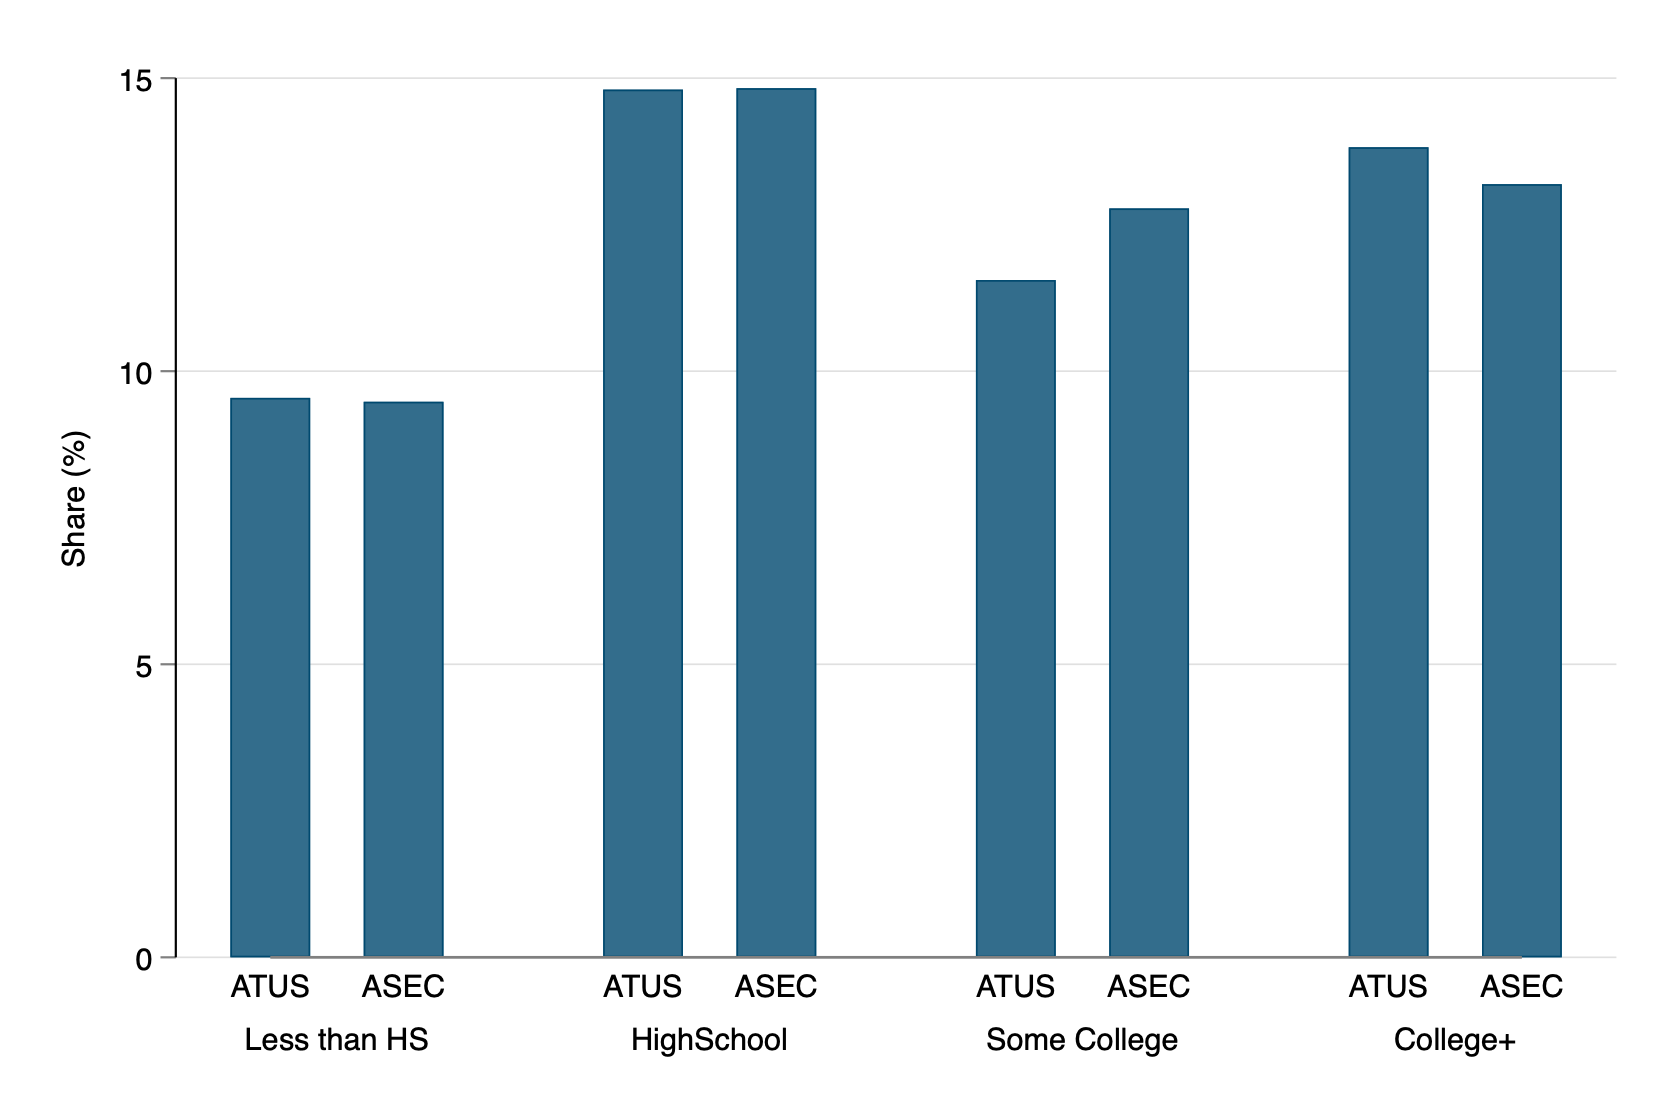 15
10
5
0
Share (%)
ATUS ASEC ATUS ASEC ATUS ASEC ATUS ASEC
Less than HS HighSchool Some College College+